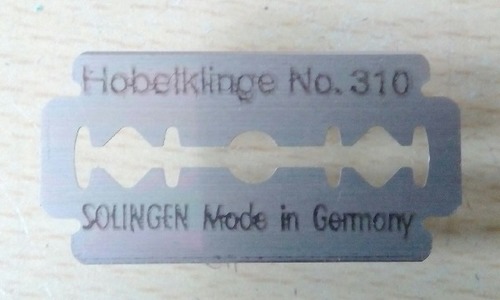 Hobelklinge No. 310
SOLINGEN Made in Germany